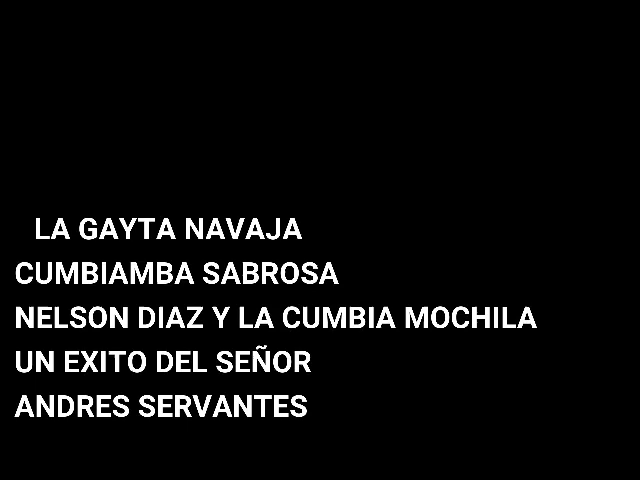 LA GAYTA NAVAJA
CUMBIAMBA SABROSA
NELSON DIAZ Y LA CUMBIA MOCHILA
UN EXITO DEL SEÑOR
ANDRES SERVANTES